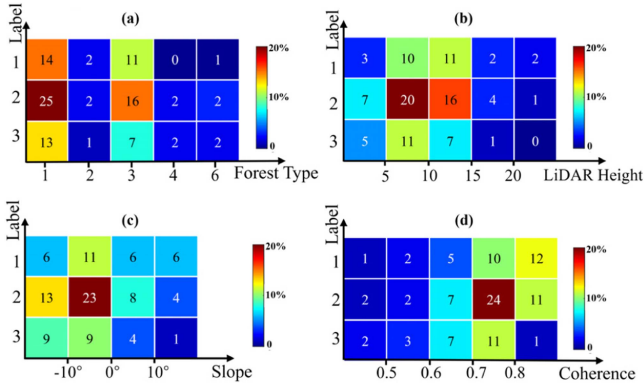 (a)
Label
1 14 2 11 0 1
2 25 2 16 2 2
3 13 1 7 2 2
1 2 3 4 6 Forest Type
20%
10%
0
(b)
Label
1 3 10 11 2 2
2 7 20 16 4 1
3 5 11 7 1 0
5 10 15 20 LiDAR Height
20%
10%
0
(c)
Label
1 6 11 6 6
2 13 23 8 4
3 9 9 4 1
-10° 0° 10° Slope
20%
10%
0
(d)
Label
1 1 2 5 10 12
2 2 2 7 24 11
3 2 3 7 11 1
0.5 0.6 0.7 0.8 Coherence
20%
10%
0